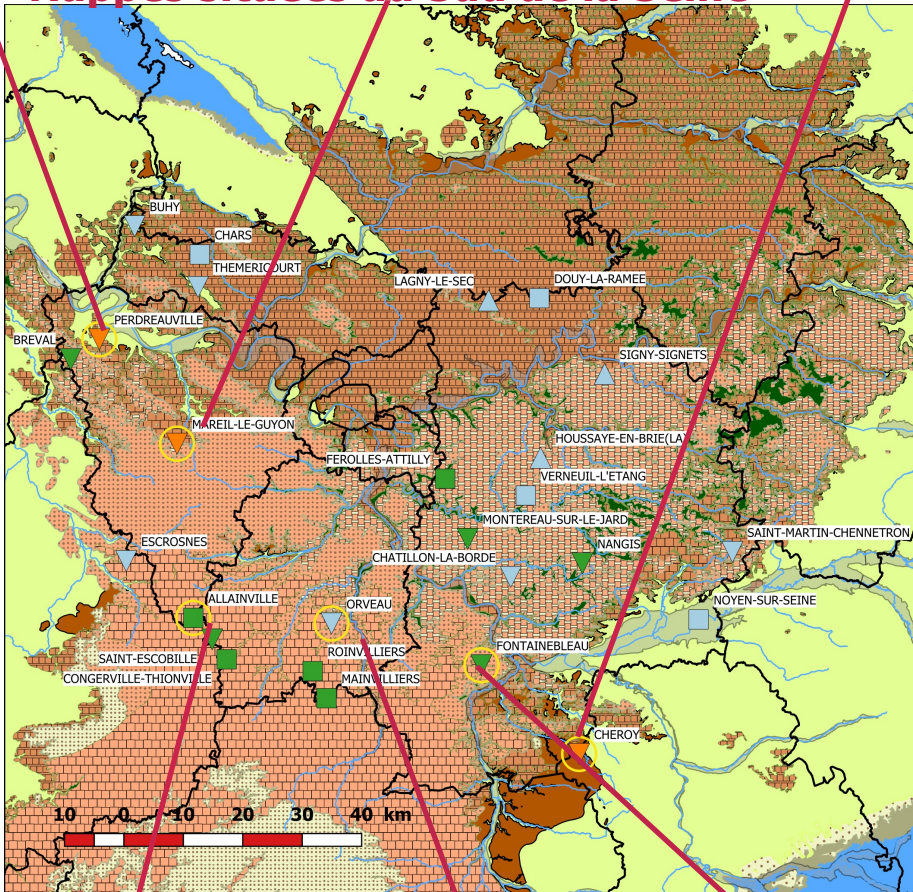 BUHY
CHARS
THEMERICOURT
LAGNY-LE-SEC
DOUY-LA-RAMEE
PERDREAUVILLE
BREVAL
SIGNY-SIGNETS
MAREIL-LE-GUYON
HOUSSAYE-EN-BRIE(LA)
FEROLLES-ATTILLY
VERNEUIL-L'ETANG
MONTEREAU-SUR-LE-JARD
SAINT-MARTIN-CHENNETRON
ESCROSNES
NANGIS
CHATILLON-LA-BORDE
ALLAINVILLE
ORVEAU
NOYEN-SUR-SEINE
FONTAINEBLEAU
ROINVILLIERS
SAINT-ESCOBILLE
CONGERVILLE-THIONVILLE
MAINVILLIERS
CHEROY
10 0 10 20 30 40 km